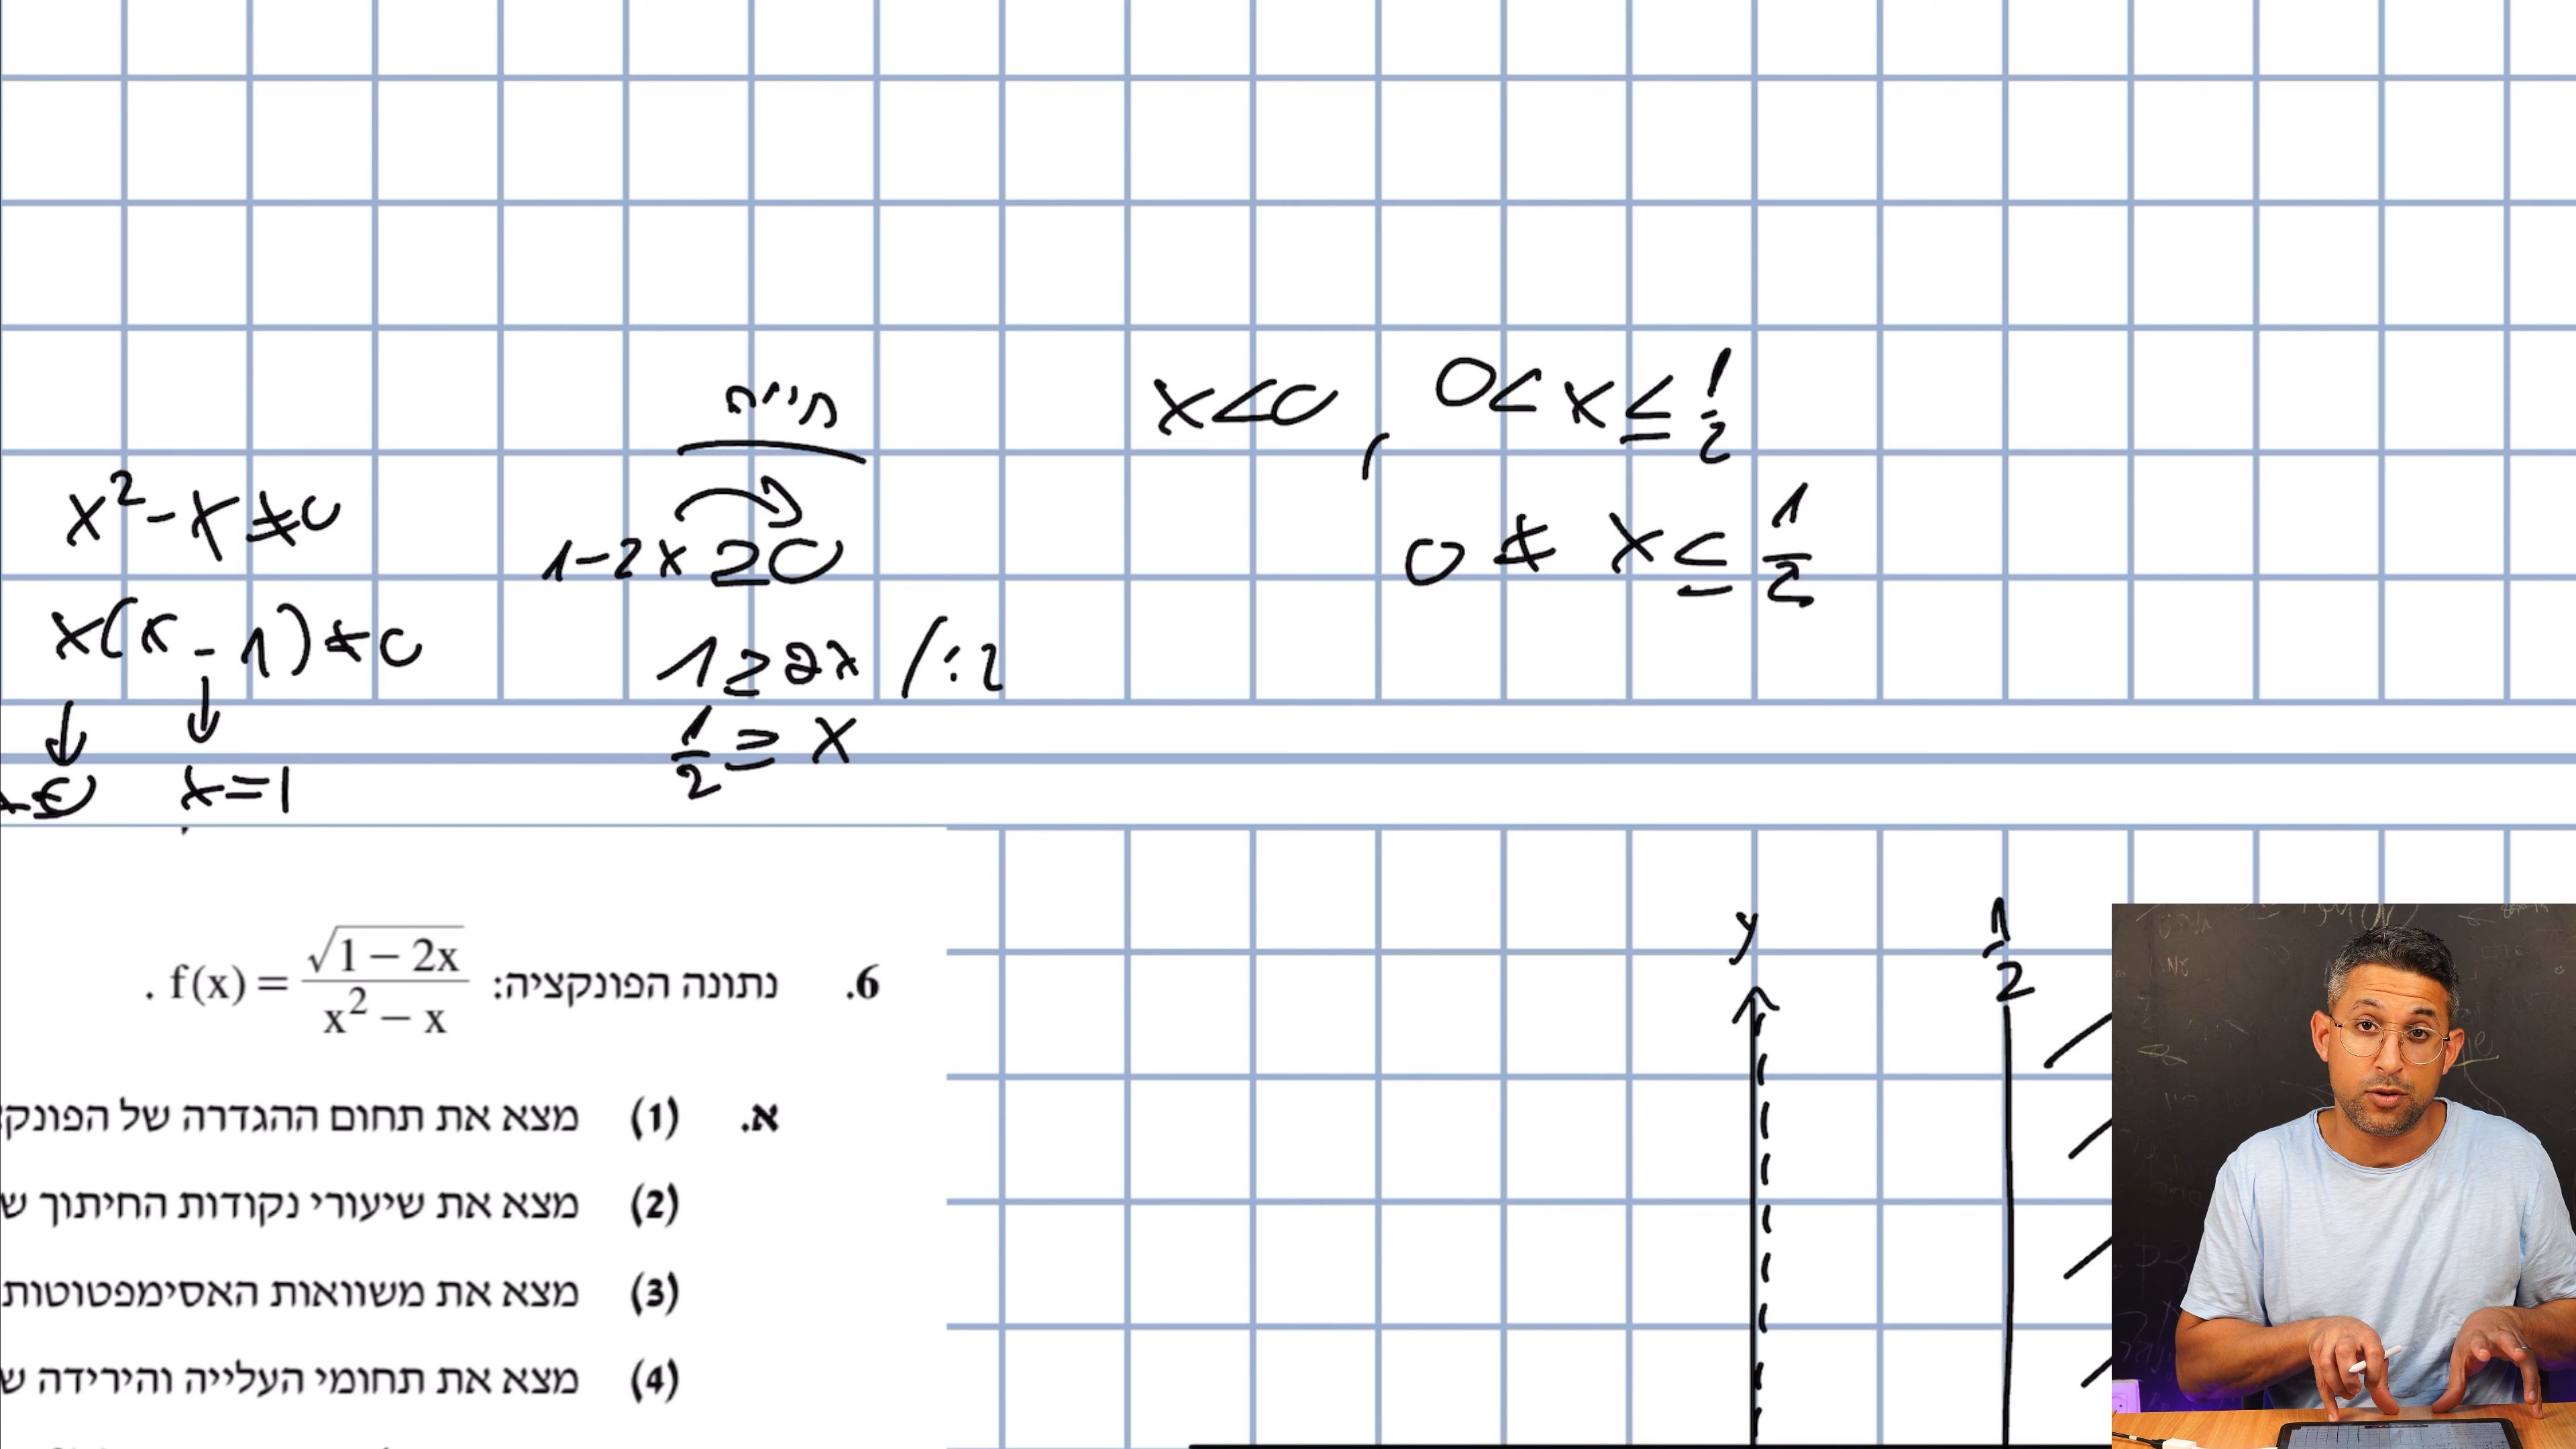 x<0 , 0<x≤1/2
0≠x≤1/2
x²-x≠0
x(x-1)≠0
x=1
1-2x≥0
1≥2x /:2
1/2≥x
6. נתונה הפונקציה: f(x) = √(1 − 2x) / (x² − x) .
א. (1) מצא את תחום ההגדרה של הפונק
(2) מצא את שיעורי נקודות החיתוך ש
(3) מצא את משוואות האסימפטוטות
(4) מצא את תחומי העלייה והירידה ש
y
1/2